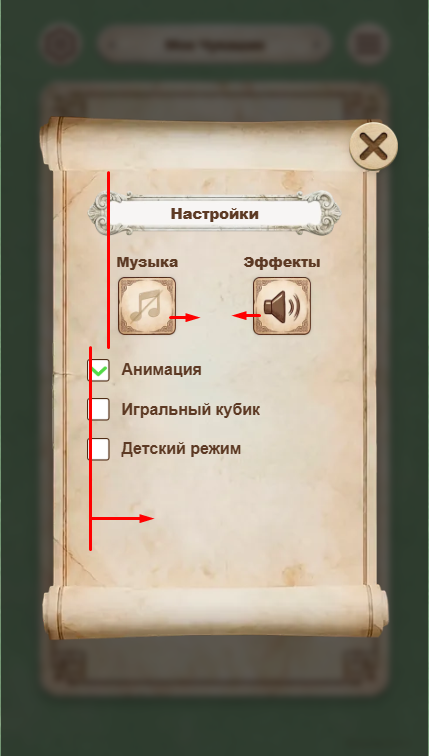 Настройки
Музыка Эффекты
Анимация
Игральный кубик
Детский режим